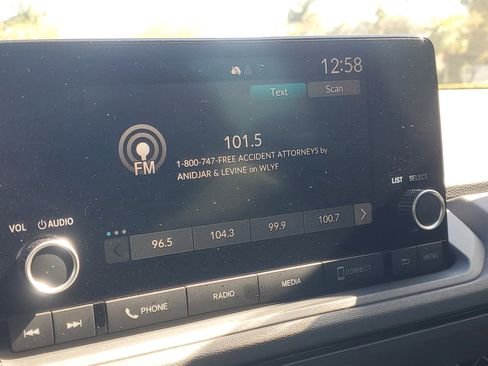 12:58
Text Scan
FM
101.5
1-800-747-FREE ACCIDENT ATTORNEYS by
ANIDJAR & LEVINE on WLYF
LIST SELECT
VOL AUDIO
96.5 104.3 99.9 100.7
PHONE RADIO MEDIA CONNECT MENU